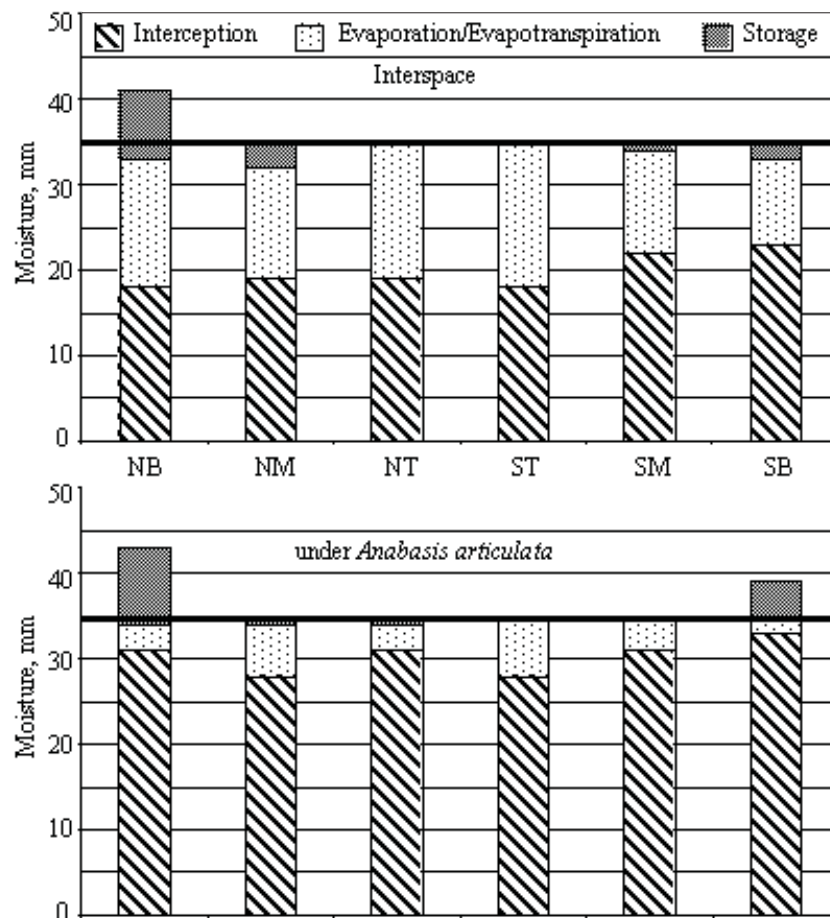 50
Interception Evaporation/Evapotranspiration Storage
Interspace
40
30
20
10
0
Moisture, mm
NB NM NT ST SM SB
50
under Anabasis articulata
40
30
20
10
0
Moisture, mm